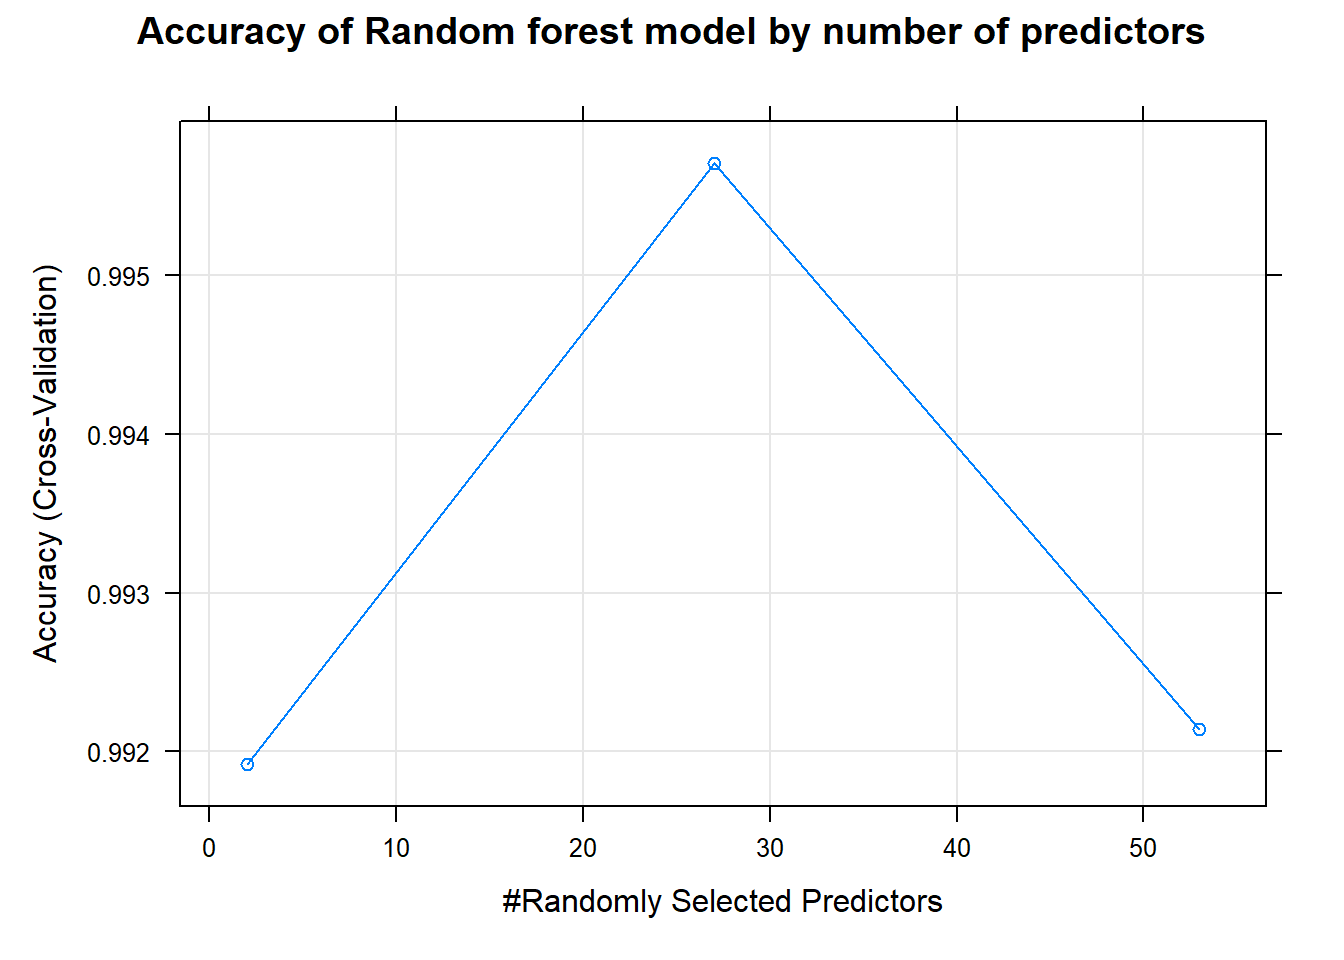 Accuracy of Random forest model by number of predictors
Accuracy (Cross-Validation)
0.995
0.994
0.993
0.992
0 10 20 30 40 50
#Randomly Selected Predictors